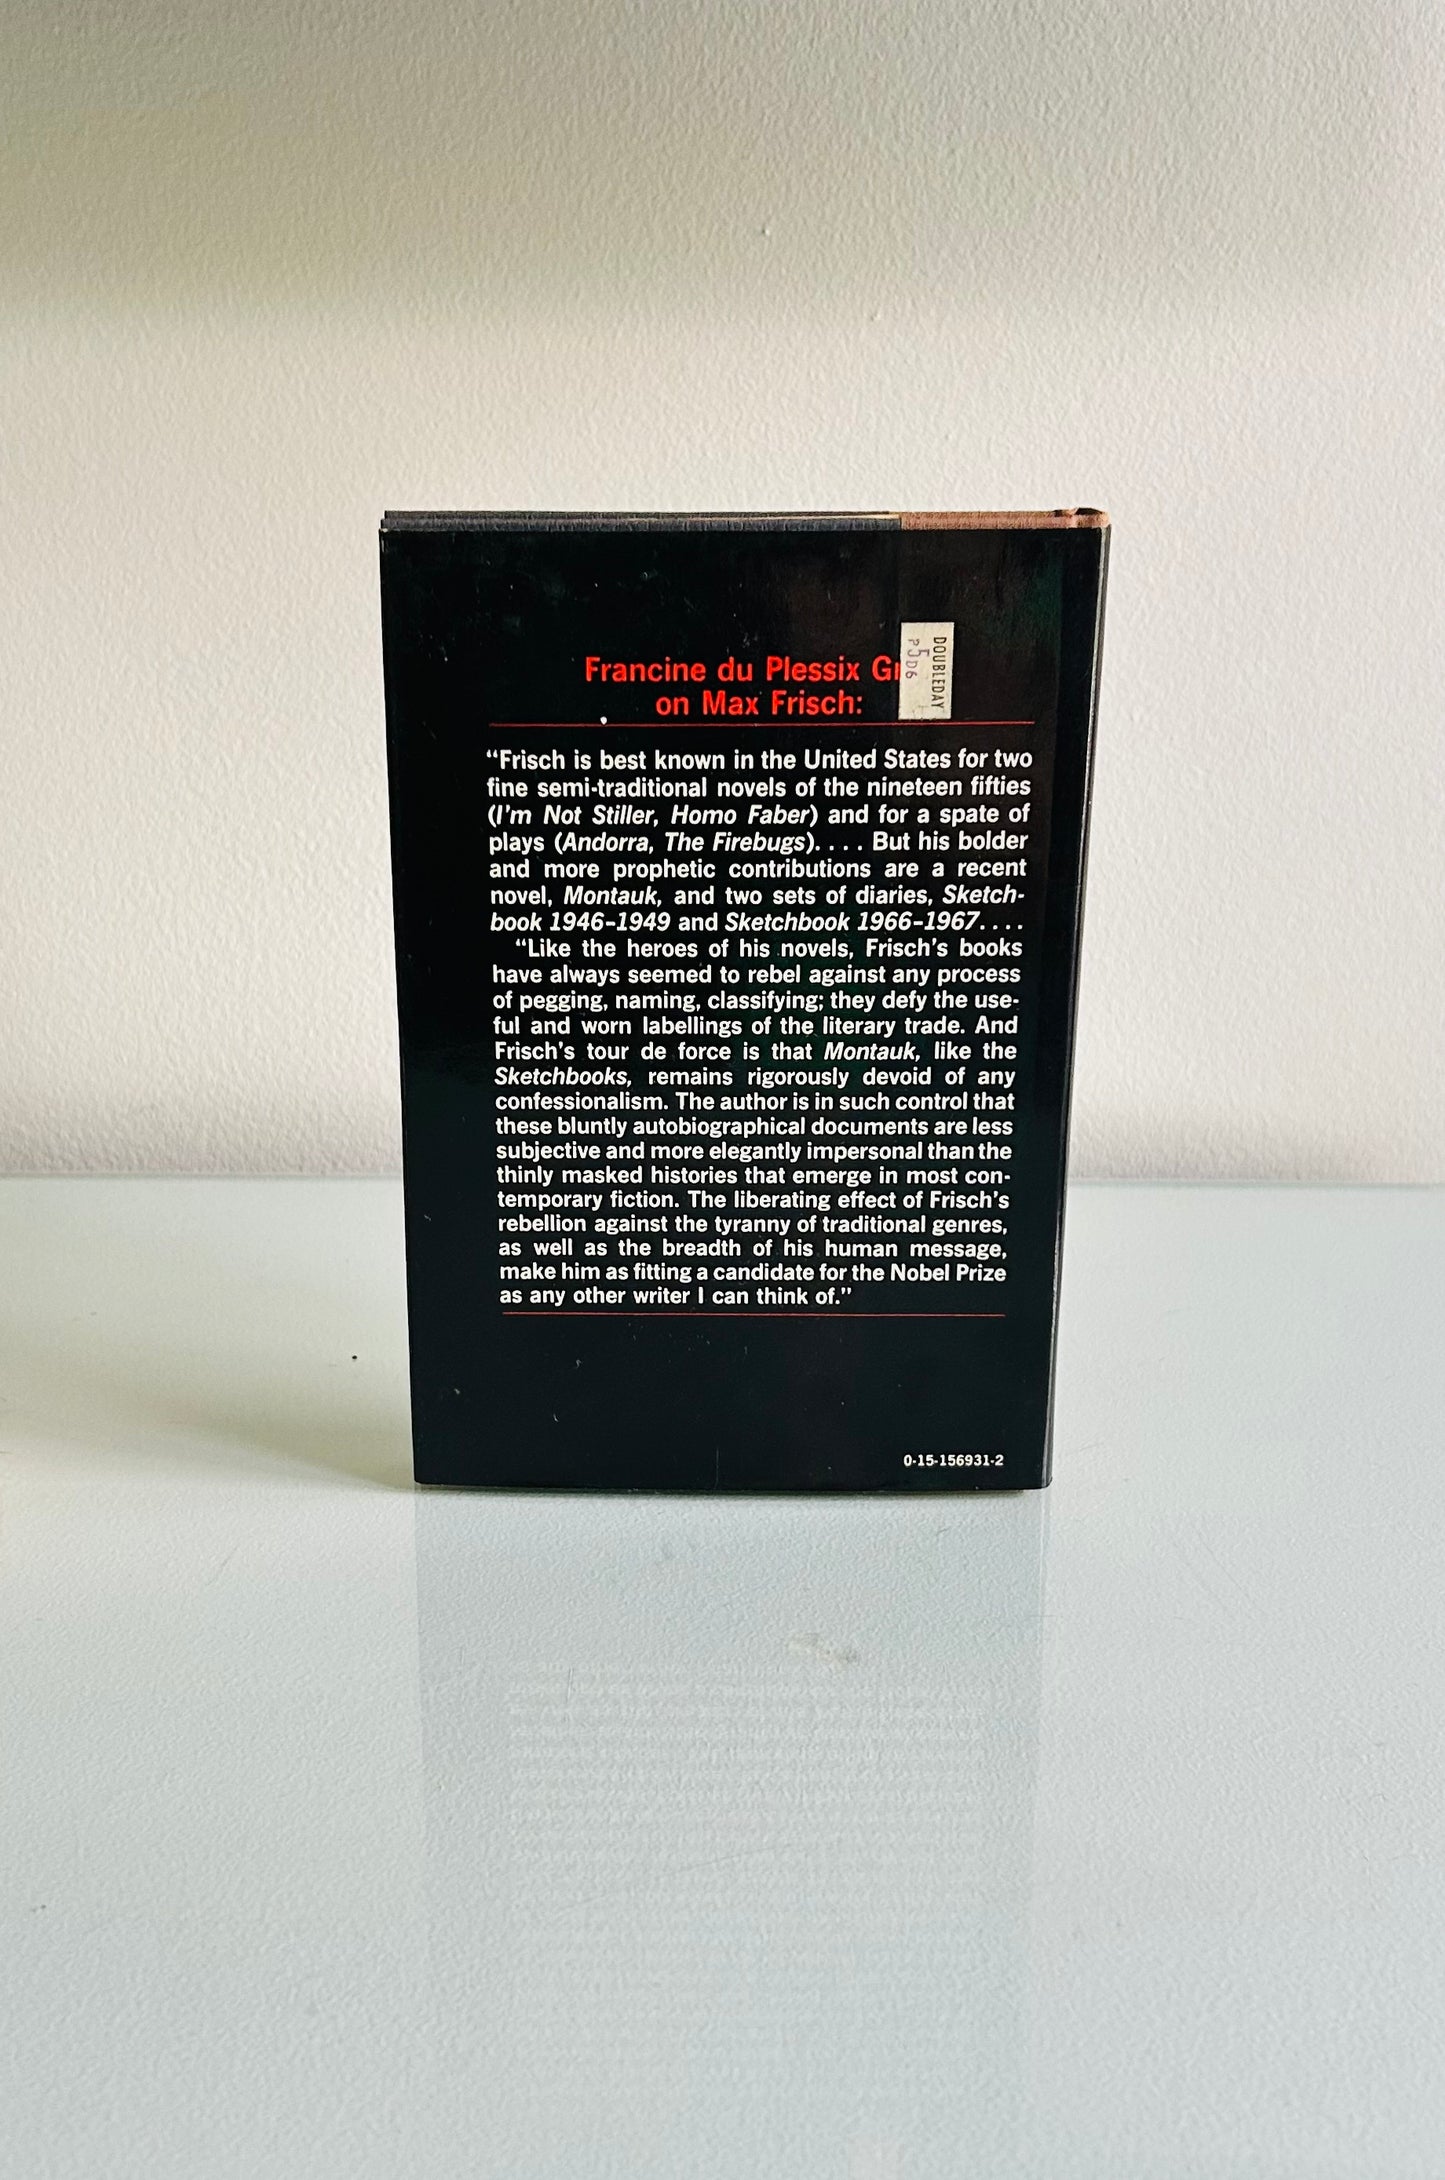 Francine du Plessix
on Max Frisch:
DOUBLEDAY
"Frisch is best known in the United States for two
fine semi-traditional novels of the nineteen fifties
(I'm Not Stiller, Homo Faber) and for a spate of
plays (Andorra, The Firebugs). . . . But his bolder
and more prophetic contributions are a recent
novel, Montauk, and two sets of diaries, Sketch-
book 1946–1949 and Sketchbook 1966–1967. . . .
"Like the heroes of his novels, Frisch's books
have always seemed to rebel against any process
of pegging, naming, classifying; they defy the use-
ful and worn labellings of the literary trade. And
Frisch's tour de force is that Montauk, like the
Sketchbooks, remains rigorously devoid of any
confessionalism. The author is in such control that
these bluntly autobiographical documents are less
subjective and more elegantly impersonal than the
thinly masked histories that emerge in most con-
temporary fiction. The liberating effect of Frisch's
rebellion against the tyranny of traditional genres,
as well as the breadth of his human message,
make him as fitting a candidate for the Nobel Prize
as any other writer I can think of."
0-15-156931-2